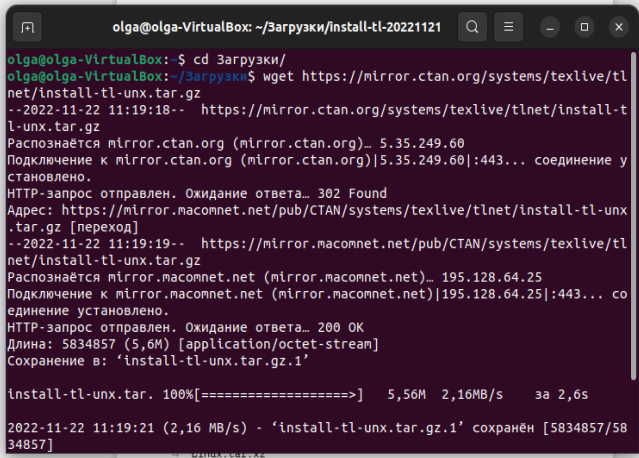 olga@olga-VirtualBox: ~/Загрузки/install-tl-20221121
olga@olga-VirtualBox:~$ cd Загрузки/
olga@olga-VirtualBox:~/Загрузки$ wget https://mirror.ctan.org/systems/texlive/tl
net/install-tl-unx.tar.gz
--2022-11-22 11:19:18--  https://mirror.ctan.org/systems/texlive/tlnet/install-t
l-unx.tar.gz
Распознаётся mirror.ctan.org (mirror.ctan.org)… 5.35.249.60
Подключение к mirror.ctan.org (mirror.ctan.org)|5.35.249.60|:443... соединение у
становлено.
HTTP-запрос отправлен. Ожидание ответа… 302 Found
Адрес: https://mirror.macomnet.net/pub/CTAN/systems/texlive/tlnet/install-tl-unx
.tar.gz [переход]
--2022-11-22 11:19:19--  https://mirror.macomnet.net/pub/CTAN/systems/texlive/tl
net/install-tl-unx.tar.gz
Распознаётся mirror.macomnet.net (mirror.macomnet.net)… 195.128.64.25
Подключение к mirror.macomnet.net (mirror.macomnet.net)|195.128.64.25|:443... со
единение установлено.
HTTP-запрос отправлен. Ожидание ответа… 200 OK
Длина: 5834857 (5,6M) [application/octet-stream]
Сохранение в: ‘install-tl-unx.tar.gz.1’
install-tl-unx.tar. 100%[===================>]   5,56M  2,16MB/s    за 2,6s
2022-11-22 11:19:21 (2,16 MB/s) - ‘install-tl-unx.tar.gz.1’ сохранён [5834857/58
34857]